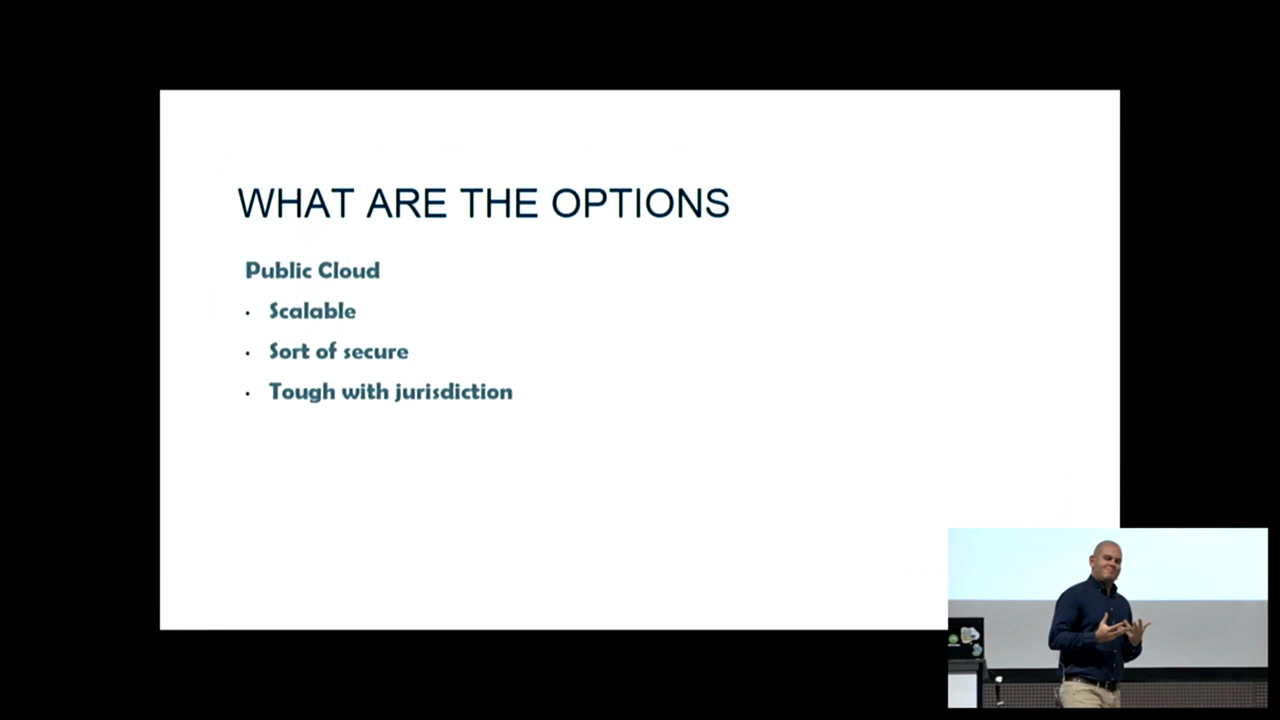 WHAT ARE THE OPTIONS
Public Cloud
Scalable
Sort of secure
Tough with jurisdiction